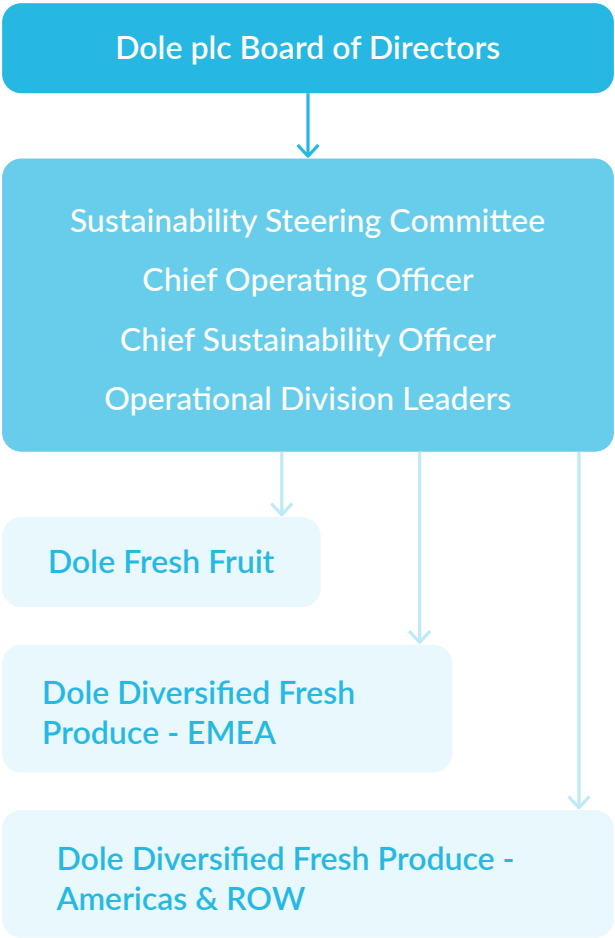 Dole plc Board of Directors
Sustainability Steering Committee
Chief Operating Officer
Chief Sustainability Officer
Operational Division Leaders
Dole Fresh Fruit
Dole Diversified Fresh
Produce - EMEA
Dole Diversified Fresh Produce -
Americas & ROW